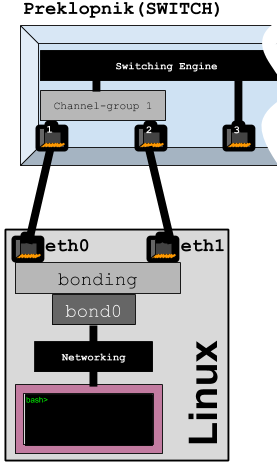 Preklopnik(SWITCH)
Switching Engine
Channel-group 1
1
2
3
eth0
eth1
bonding
bond0
Networking
bash>
Linux